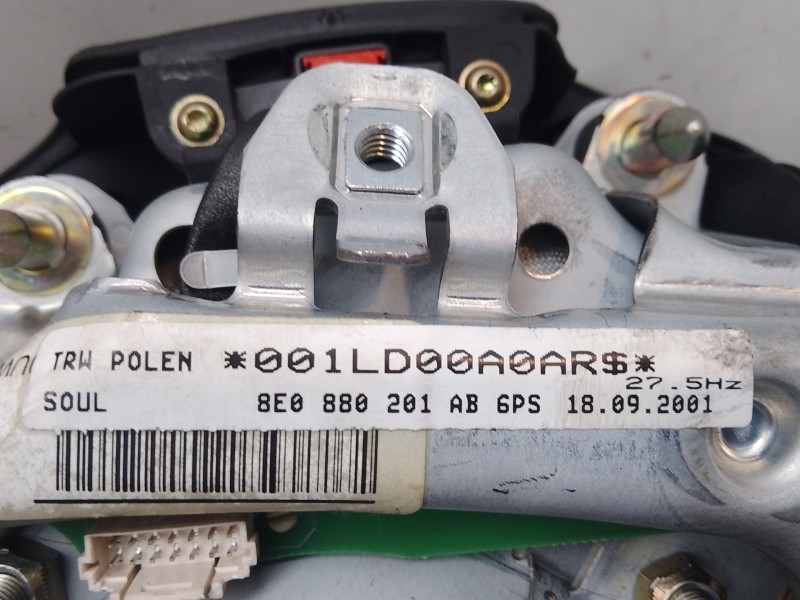 TRW POLEN *001LD00A0AR$*
27.5Hz
SOUL 8E0 880 201 AB 6PS 18.09.2001